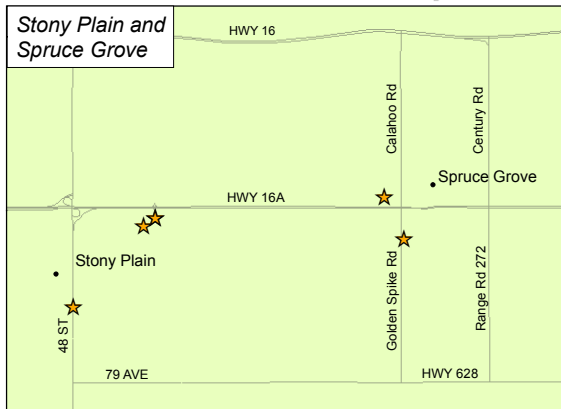 Stony Plain and
Spruce Grove
HWY 16
Calahoo Rd
Century Rd
Spruce Grove
HWY 16A
Stony Plain
Golden Spike Rd
Range Rd 272
48 ST
79 AVE
HWY 628